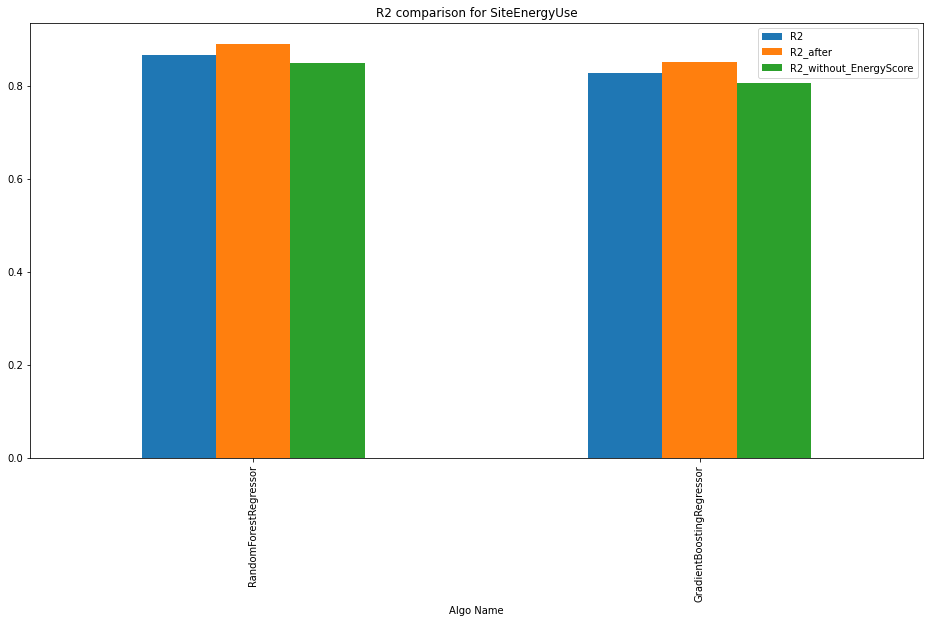 R2 comparison for SiteEnergyUse
R2
R2_after
R2_without_EnergyScore
0.8
0.6
0.4
0.2
0.0
RandomForestRegressor
GradientBoostingRegressor
Algo Name